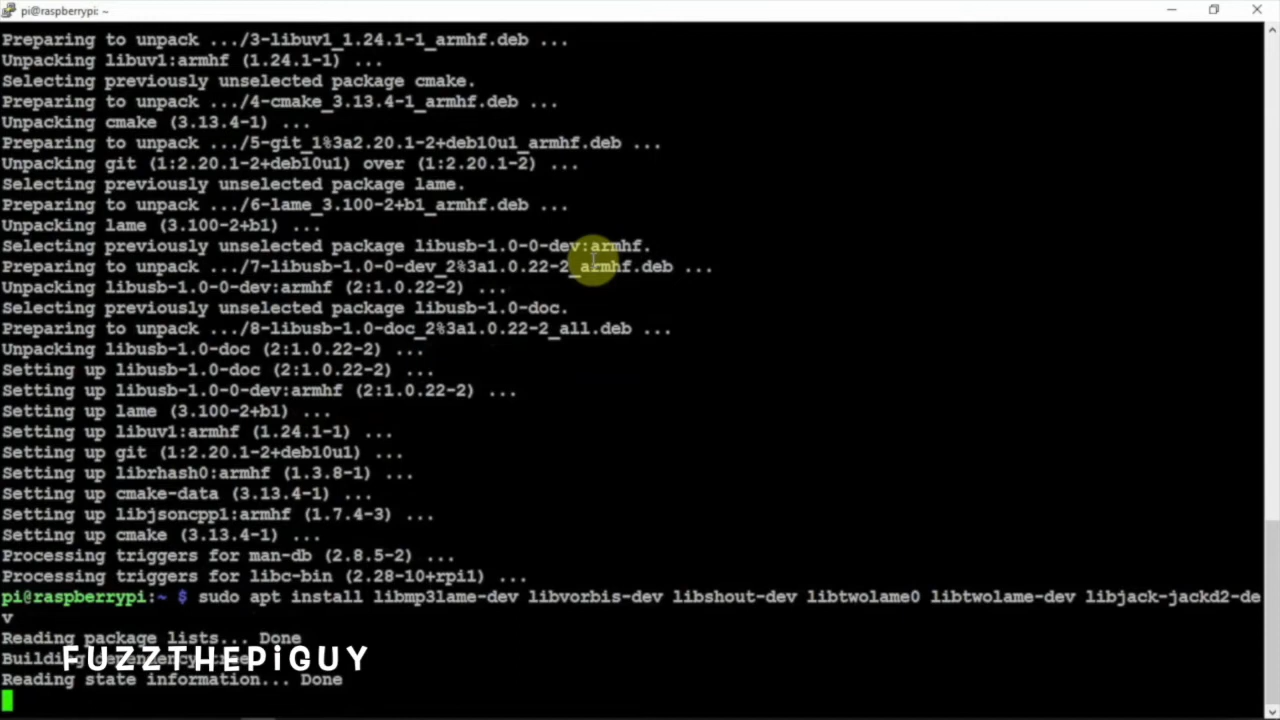 pi@raspberrypi: ~
Preparing to unpack .../3-libuv1_1.24.1-1_armhf.deb ...
Unpacking libuv1:armhf (1.24.1-1) ...
Selecting previously unselected package cmake.
Preparing to unpack .../4-cmake_3.13.4-1_armhf.deb ...
Unpacking cmake (3.13.4-1) ...
Preparing to unpack .../5-git_1%3a2.20.1-2+deb10u1_armhf.deb ...
Unpacking git (1:2.20.1-2+deb10u1) over (1:2.20.1-2) ...
Selecting previously unselected package lame.
Preparing to unpack .../6-lame_3.100-2+b1_armhf.deb ...
Unpacking lame (3.100-2+b1) ...
Selecting previously unselected package libusb-1.0-0-dev:armhf.
Preparing to unpack .../7-libusb-1.0-0-dev_2%3a1.0.22-2_armhf.deb ...
Unpacking libusb-1.0-0-dev:armhf (2:1.0.22-2) ...
Selecting previously unselected package libusb-1.0-doc.
Preparing to unpack .../8-libusb-1.0-doc_2%3a1.0.22-2_all.deb ...
Unpacking libusb-1.0-doc (2:1.0.22-2) ...
Setting up libusb-1.0-doc (2:1.0.22-2) ...
Setting up libusb-1.0-0-dev:armhf (2:1.0.22-2) ...
Setting up lame (3.100-2+b1) ...
Setting up libuv1:armhf (1.24.1-1) ...
Setting up git (1:2.20.1-2+deb10u1) ...
Setting up librhash0:armhf (1.3.8-1) ...
Setting up cmake-data (3.13.4-1) ...
Setting up libjsoncpp1:armhf (1.7.4-3) ...
Setting up cmake (3.13.4-1) ...
Processing triggers for man-db (2.8.5-2) ...
Processing triggers for libc-bin (2.28-10+rpi1) ...
pi@raspberrypi:~ $ sudo apt install libmp3lame-dev libvorbis-dev libshout-dev libtwolame0 libtwolame-dev libjack-jackd2-de
v
Reading package lists... Done
Building dependency tree
FUZZTHEPiGUY
Reading state information... Done